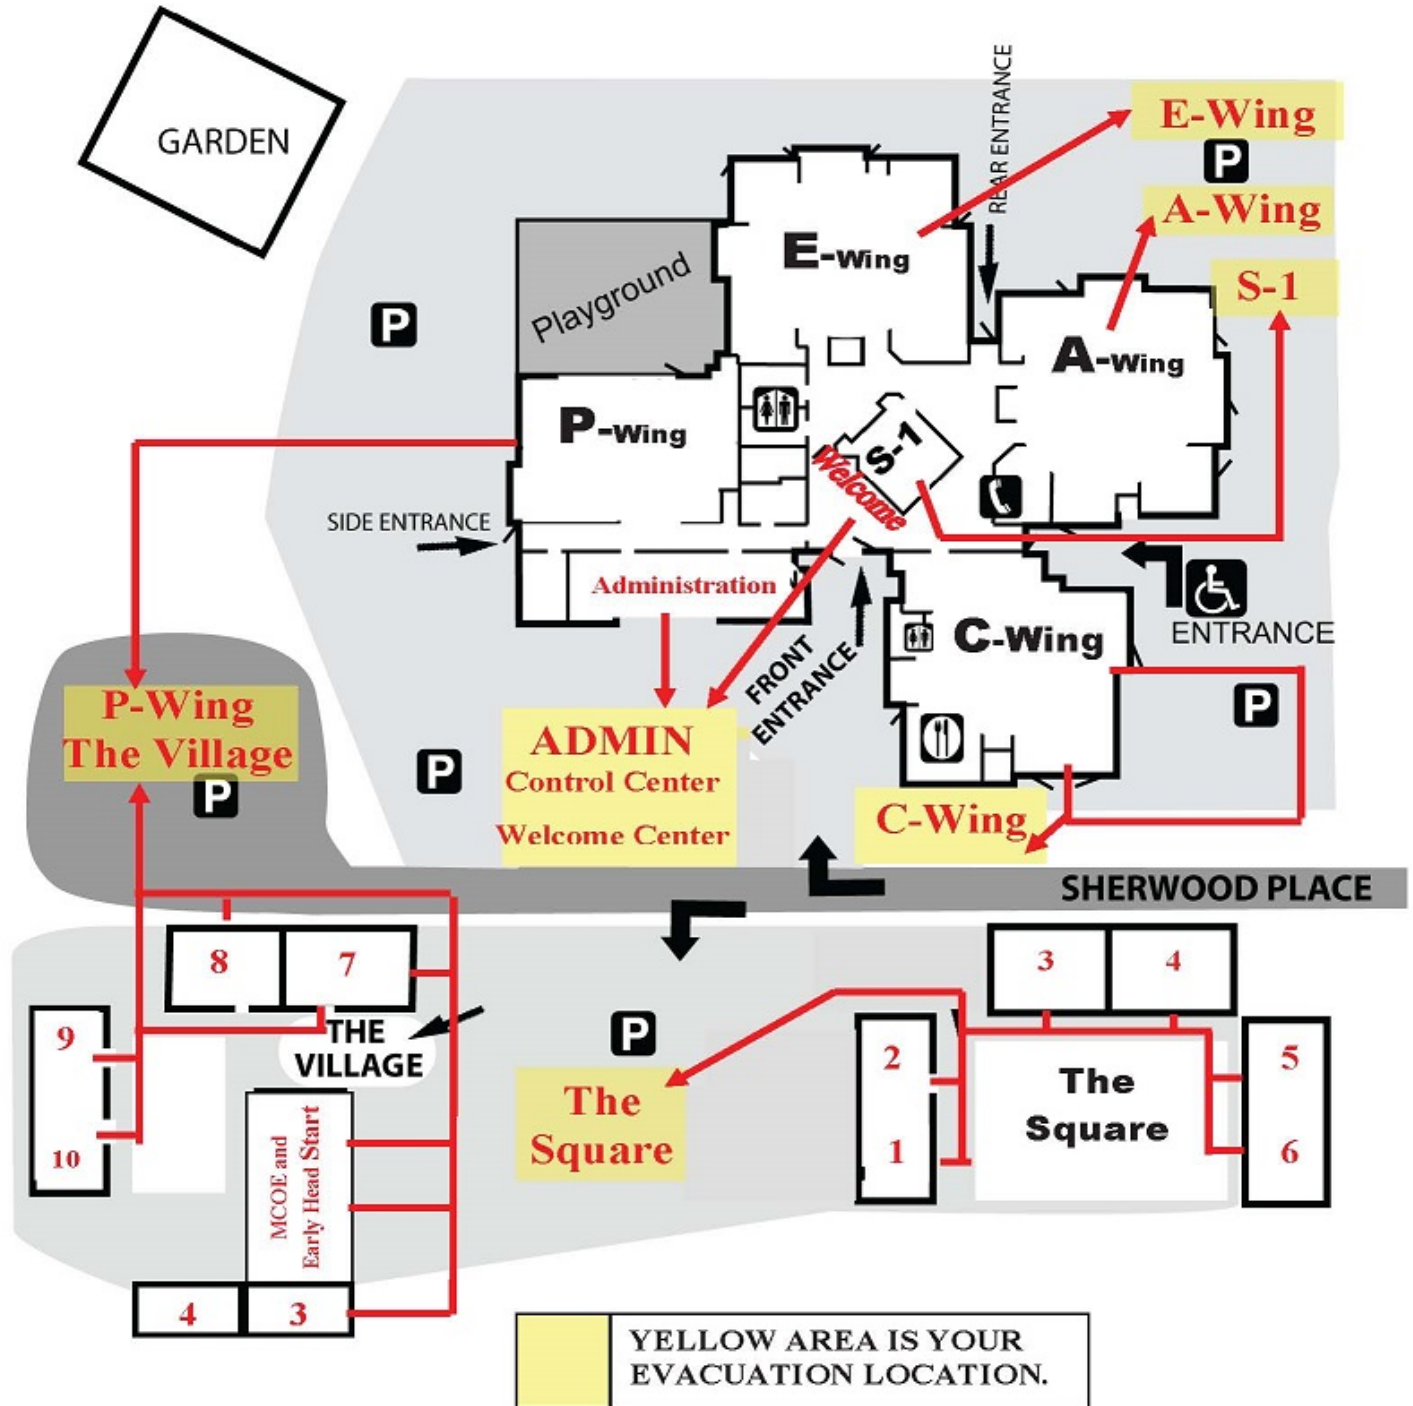 GARDEN
REAR ENTRANCE
E-Wing
P
A-Wing
S-1
E-Wing
Playground
P
A-Wing
P-Wing
S-1
Welcome
SIDE ENTRANCE
Administration
C-Wing
ENTRANCE
FRONT
ENTRANCE
P
P-Wing
The Village
P
P
ADMIN
Control Center
Welcome Center
C-Wing
SHERWOOD PLACE
8
7
3
4
9
10
THE
VILLAGE
P
The
Square
2
1
The
Square
5
6
MCOE and
Early Head Start
4
3
YELLOW AREA IS YOUR
EVACUATION LOCATION.